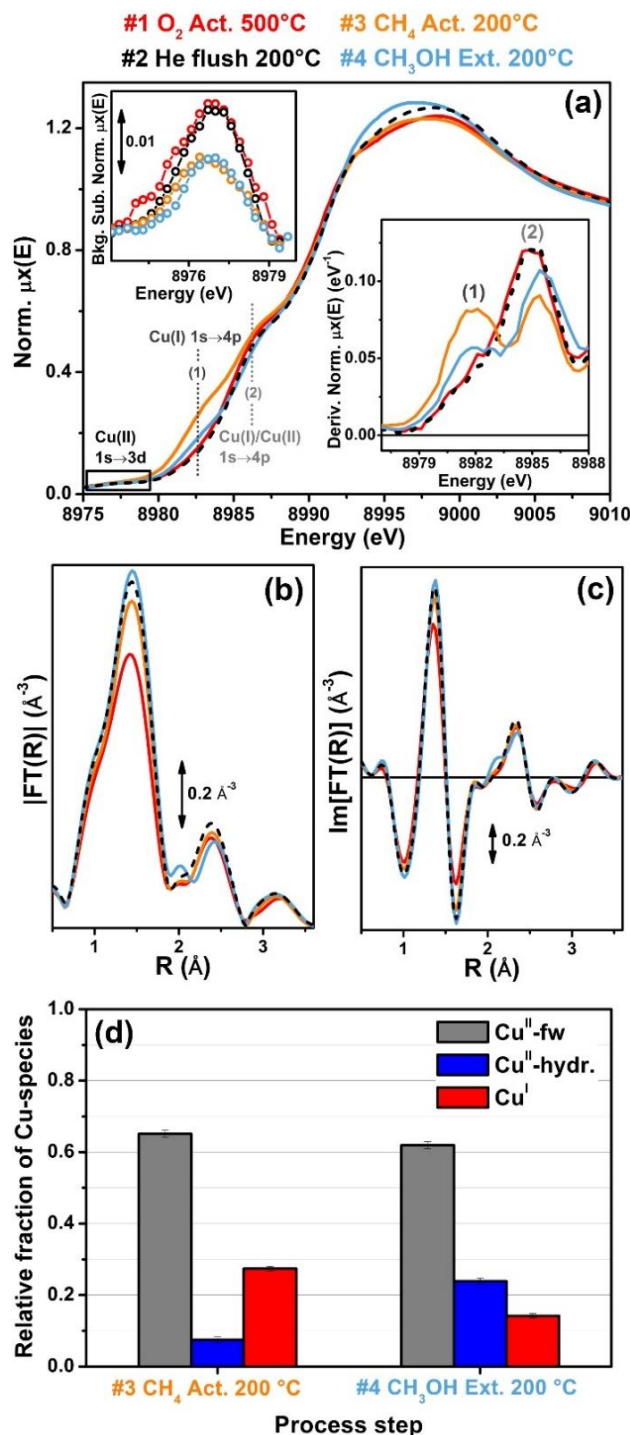 #1 O₂ Act. 500°C #3 CH₄ Act. 200°C
#2 He flush 200°C #4 CH₃OH Ext. 200°C
(a)
Norm. μx(E)
1.2
0.8
0.4
0.0
8975 8980 8985 8990 8995 9000 9005 9010
Energy (eV)
Bkg. Sub. Norm. μx(E)
0.01
8976 8979
Energy (eV)
Cu(I) 1s→4p
(1)
(2)
Cu(II)
1s→3d
Cu(I)/Cu(II)
1s→4p
Deriv. Norm. μx(E) (eV⁻¹)
0.10
0.05
0.00
(1)
(2)
8979 8982 8985 8988
Energy (eV)
(b)
|FT(R)| (Å⁻³)
0.2 Å⁻³
1 2 3
R (Å)
(c)
Im[FT(R)] (Å⁻³)
0.2 Å⁻³
1 2 3
R (Å)
(d)
Relative fraction of Cu-species
1.0
0.8
0.6
0.4
0.2
0.0
Cuᴵᴵ-fw
Cuᴵᴵ-hydr.
Cuᴵ
#3 CH₄ Act. 200 °C #4 CH₃OH Ext. 200 °C
Process step